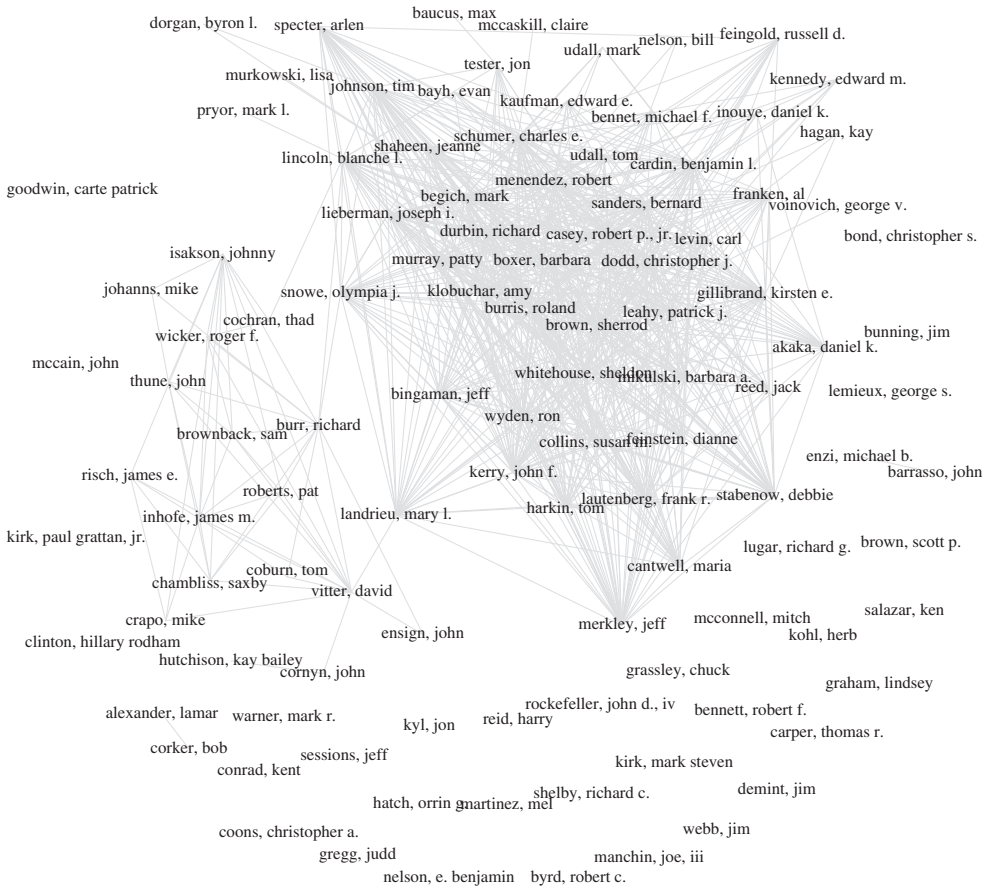 baucus, max
dorgan, byron l.
specter, arlen
mccaskill, claire
nelson, bill
feingold, russell d.
udall, mark
tester, jon
murkowski, lisa
johnson, tim
bayh, evan
kennedy, edward m.
kaufman, edward e.
pryor, mark l.
bennet, michael f.
inouye, daniel k.
hagan, kay
schumer, charles e.
shaheen, jeanne
lincoln, blanche l.
udall, tom
cardin, benjamin l.
menendez, robert
goodwin, carte patrick
begich, mark
sanders, bernard
franken, al
voinovich, george v.
lieberman, joseph i.
durbin, richard
casey, robert p., jr.
levin, carl
bond, christopher s.
isakson, johnny
murray, patty
boxer, barbara
dodd, christopher j.
johanns, mike
snowe, olympia j.
klobuchar, amy
gillibrand, kirsten e.
burris, roland
leahy, patrick j.
cochran, thad
brown, sherrod
wicker, roger f.
bunning, jim
akaka, daniel k.
mccain, john
thune, john
whitehouse, sheldon
mikulski, barbara a.
reed, jack
lemieux, george s.
bingaman, jeff
wyden, ron
burr, richard
brownback, sam
collins, susan m.
feinstein, dianne
enzi, michael b.
barrasso, john
risch, james e.
kerry, john f.
roberts, pat
lautenberg, frank r.
stabenow, debbie
harkin, tom
inhofe, james m.
landrieu, mary l.
kirk, paul grattan, jr.
lugar, richard g.
brown, scott p.
cantwell, maria
coburn, tom
chambliss, saxby
vitter, david
salazar, ken
crapo, mike
merkley, jeff
mcconnell, mitch
ensign, john
kohl, herb
clinton, hillary rodham
hutchison, kay bailey
cornyn, john
grassley, chuck
graham, lindsey
rockefeller, john d., iv
alexander, lamar
warner, mark r.
reid, harry
bennett, robert f.
kyl, jon
carper, thomas r.
corker, bob
sessions, jeff
kirk, mark steven
conrad, kent
demint, jim
shelby, richard c.
hatch, orrin g.
martinez, mel
coons, christopher a.
webb, jim
gregg, judd
manchin, joe, iii
nelson, e. benjamin
byrd, robert c.